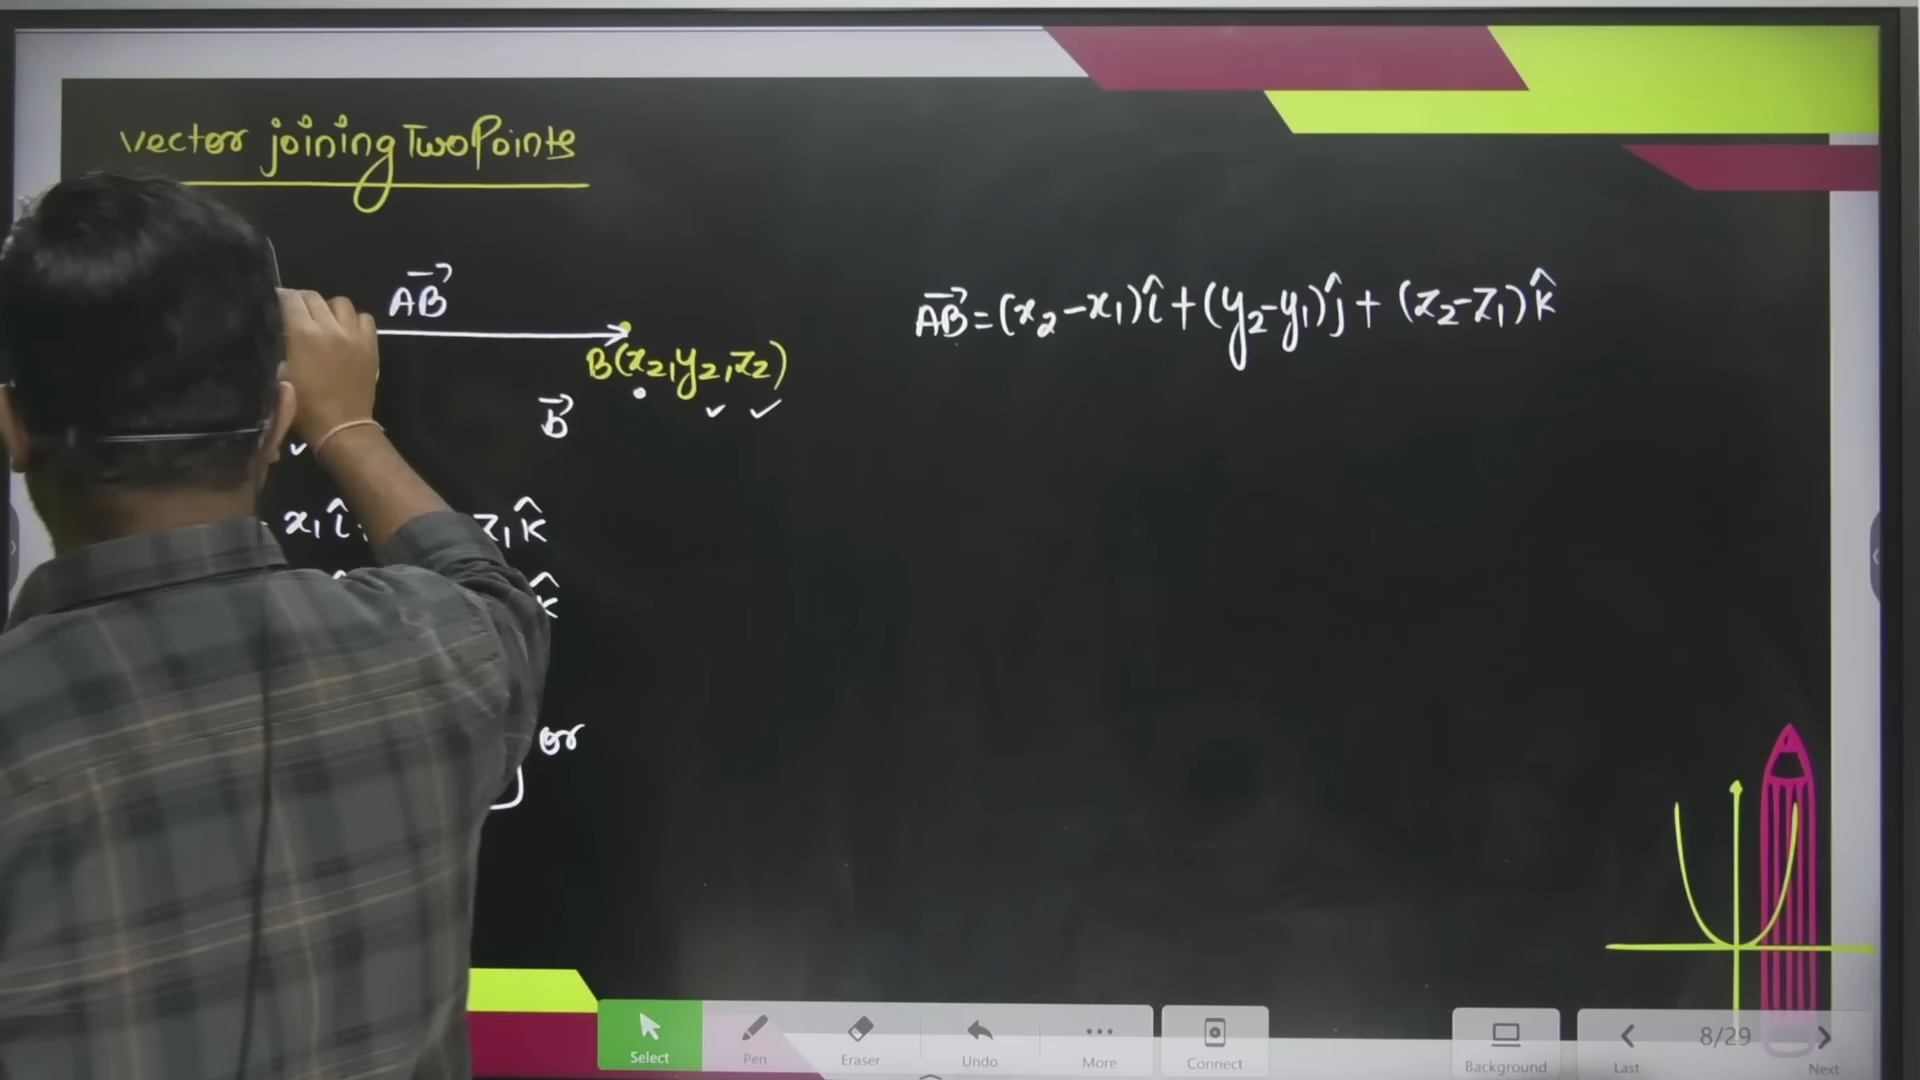 vector joining Two Points
AB→
B(x₂,y₂,z₂)
B→
x₁î
z₁k̂
k̂
or
AB→=(x₂-x₁)î+(y₂-y₁)ĵ+(z₂-z₁)k̂
Select
Pen
Eraser
Undo
More
Connect
Background
Last
8/29
Next